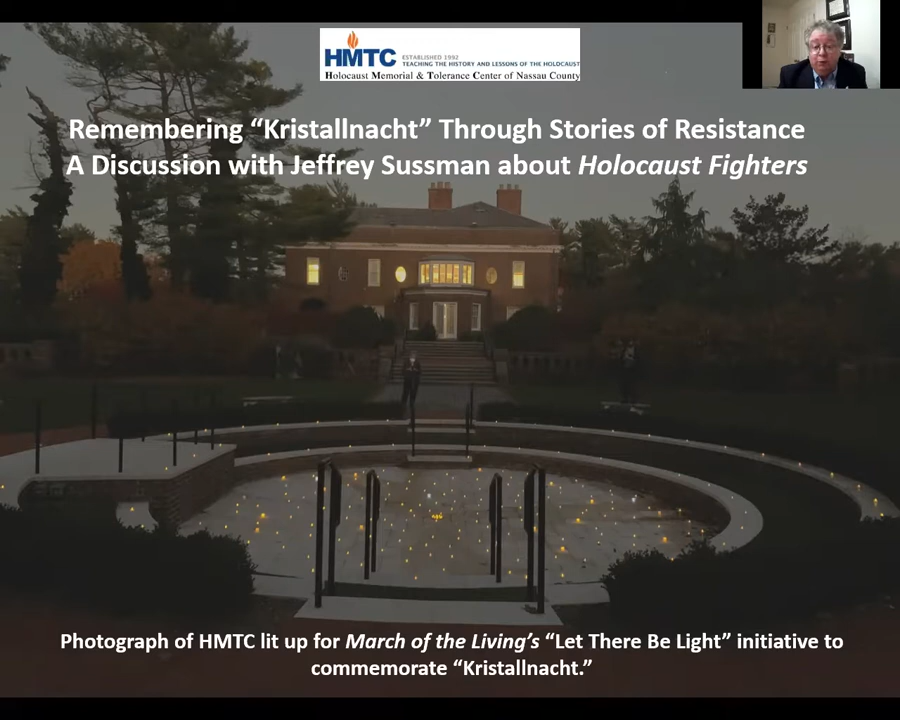 HMTC
ESTABLISHED 1992
TEACHING THE HISTORY AND LESSONS OF THE HOLOCAUST
Holocaust Memorial & Tolerance Center of Nassau County
Remembering “Kristallnacht” Through Stories of Resistance
A Discussion with Jeffrey Sussman about Holocaust Fighters
Photograph of HMTC lit up for March of the Living’s “Let There Be Light” initiative to
commemorate “Kristallnacht.”